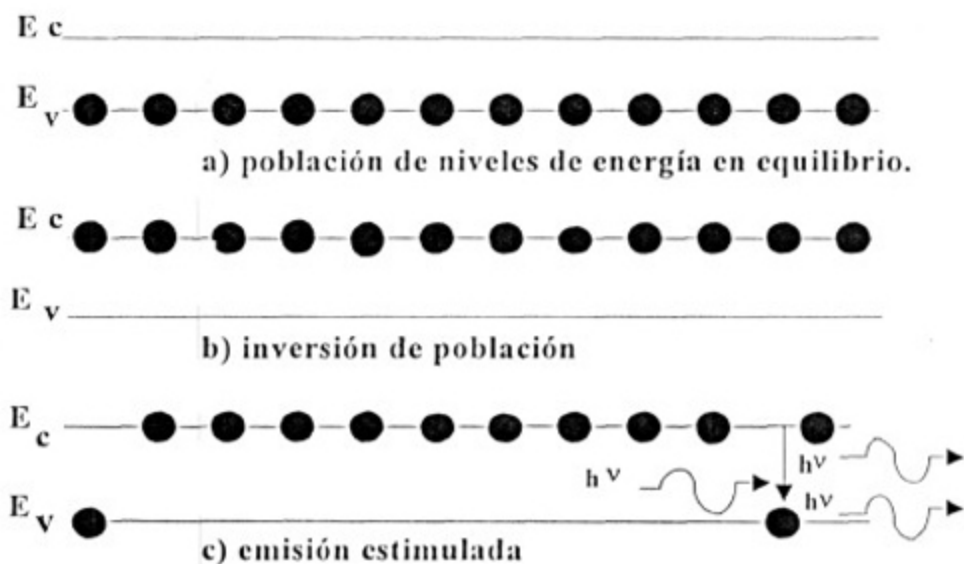 E c
E v
a) población de niveles de energía en equilibrio.
E c
E v
b) inversión de población
E c
h ν
h ν
E v
h ν
c) emisión estimulada